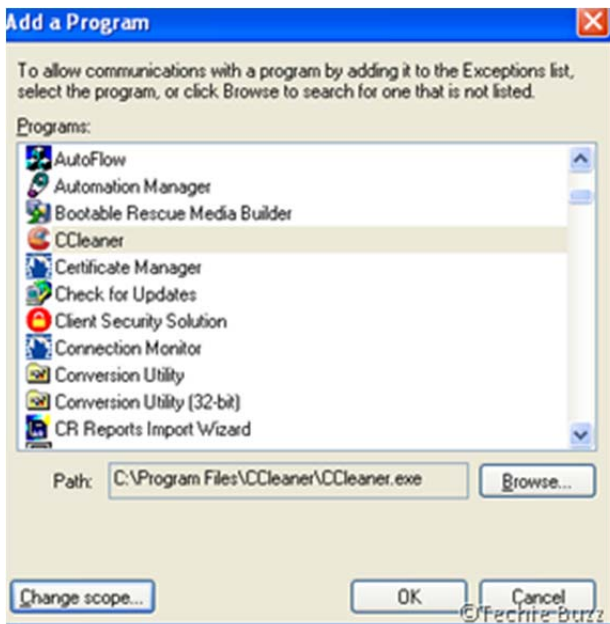 Add a Program
To allow communications with a program by adding it to the Exceptions list,
select the program, or click Browse to search for one that is not listed.
Programs:
AutoFlow
Automation Manager
Bootable Rescue Media Builder
CCleaner
Certificate Manager
Check for Updates
Client Security Solution
Connection Monitor
Conversion Utility
Conversion Utility (32-bit)
CR Reports Import Wizard
Path: C:\Program Files\CCleaner\CCleaner.exe Browse...
Change scope... OK Cancel
©Techie Buzz